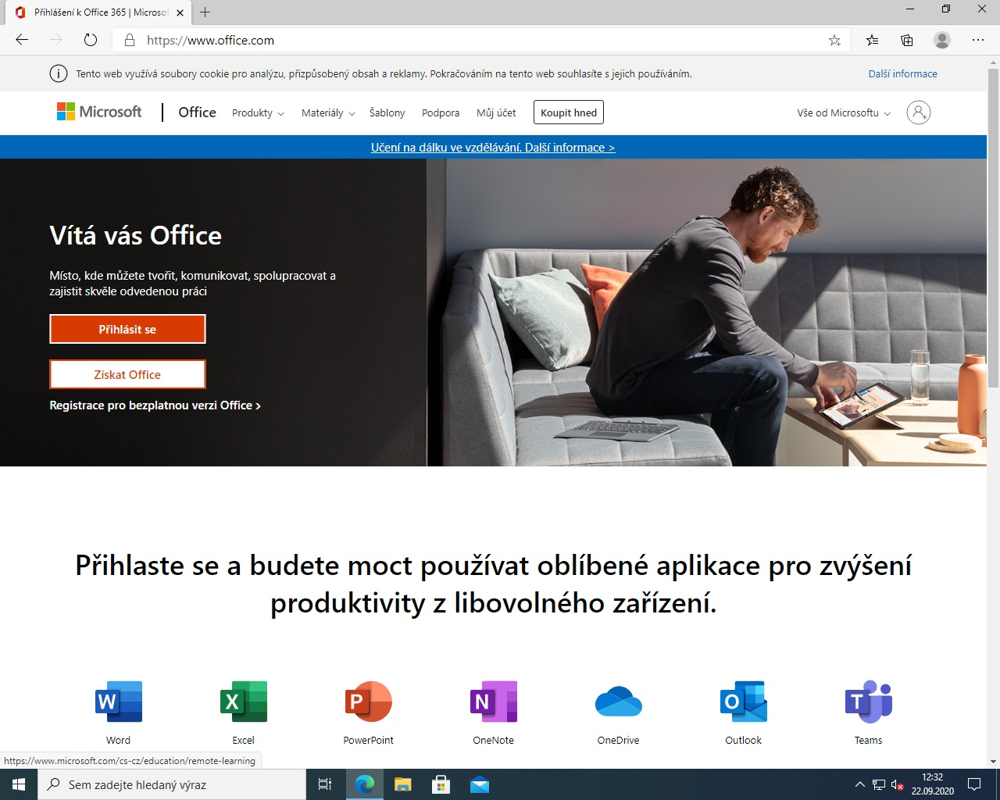 Přihlášení k Office 365 | Microsof
https://www.office.com
Tento web využívá soubory cookie pro analýzu, přizpůsobený obsah a reklamy. Pokračováním na tento web souhlasíte s jejich používáním.
Další informace
Microsoft
Office
Produkty
Materiály
Šablony
Podpora
Můj účet
Koupit hned
Vše od Microsoftu
Učení na dálku ve vzdělávání. Další informace >
Vítá vás Office
Místo, kde můžete tvořit, komunikovat, spolupracovat a
zajistit skvěle odvedenou práci
Přihlásit se
Získat Office
Registrace pro bezplatnou verzi Office >
Přihlaste se a budete moct používat oblíbené aplikace pro zvýšení
produktivity z libovolného zařízení.
W
X
P
N
O
T
Word
Excel
PowerPoint
OneNote
OneDrive
Outlook
Teams
https://www.microsoft.com/cs-cz/education/remote-learning
Sem zadejte hledaný výraz
12:32
22.09.2020